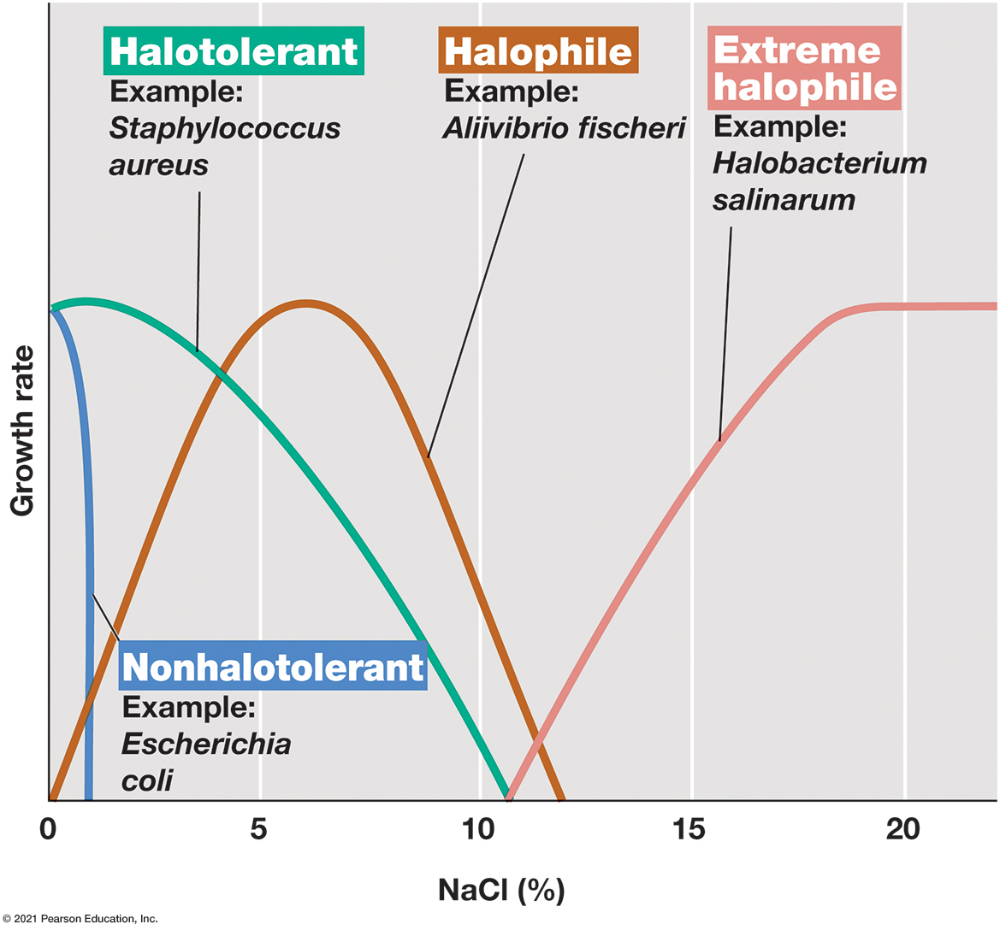 Halotolerant
Example:
Staphylococcus
aureus
Halophile
Example:
Aliivibrio fischeri
Extreme
halophile
Example:
Halobacterium
salinarum
Growth rate
Nonhalotolerant
Example:
Escherichia
coli
0 5 10 15 20
NaCl (%)
© 2021 Pearson Education, Inc.